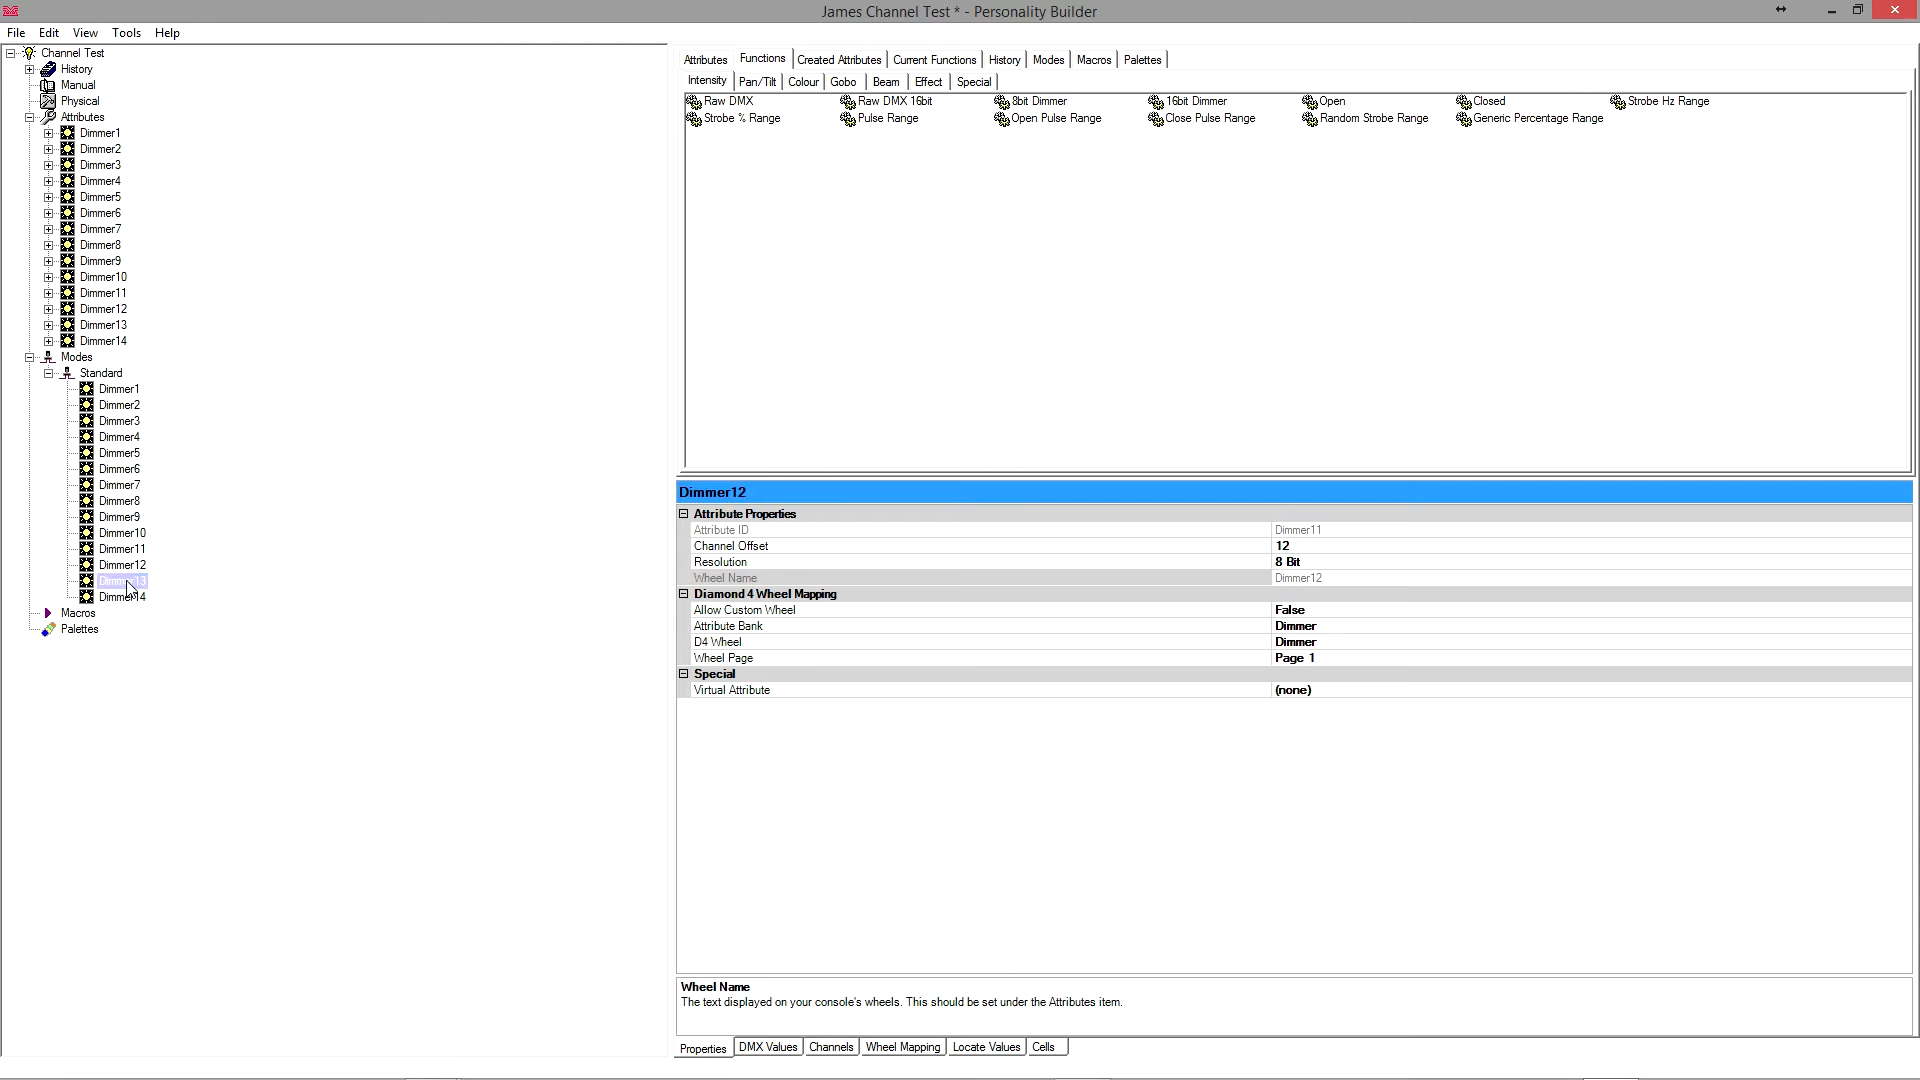 James Channel Test * - Personality Builder
File Edit View Tools Help
Channel Test
History
Manual
Physical
Attributes
Dimmer1
Dimmer2
Dimmer3
Dimmer4
Dimmer5
Dimmer6
Dimmer7
Dimmer8
Dimmer9
Dimmer10
Dimmer11
Dimmer12
Dimmer13
Dimmer14
Modes
Standard
Dimmer1
Dimmer2
Dimmer3
Dimmer4
Dimmer5
Dimmer6
Dimmer7
Dimmer8
Dimmer9
Dimmer10
Dimmer11
Dimmer12
Dimmer13
Dimmer14
Macros
Palettes
Attributes Functions Created Attributes Current Functions History Modes Macros Palettes
Intensity Pan/Tilt Colour Gobo Beam Effect Special
Raw DMX Raw DMX 16bit 8bit Dimmer 16bit Dimmer Open Closed Strobe Hz Range
Strobe % Range Pulse Range Open Pulse Range Close Pulse Range Random Strobe Range Generic Percentage Range
Dimmer12
Attribute Properties
Attribute ID Dimmer11
Channel Offset 12
Resolution 8 Bit
Wheel Name Dimmer12
Diamond 4 Wheel Mapping
Allow Custom Wheel False
Attribute Bank Dimmer
D4 Wheel Dimmer
Wheel Page Page 1
Special
Virtual Attribute (none)
Wheel Name
The text displayed on your console's wheels. This should be set under the Attributes item.
Properties DMX Values Channels Wheel Mapping Locate Values Cells